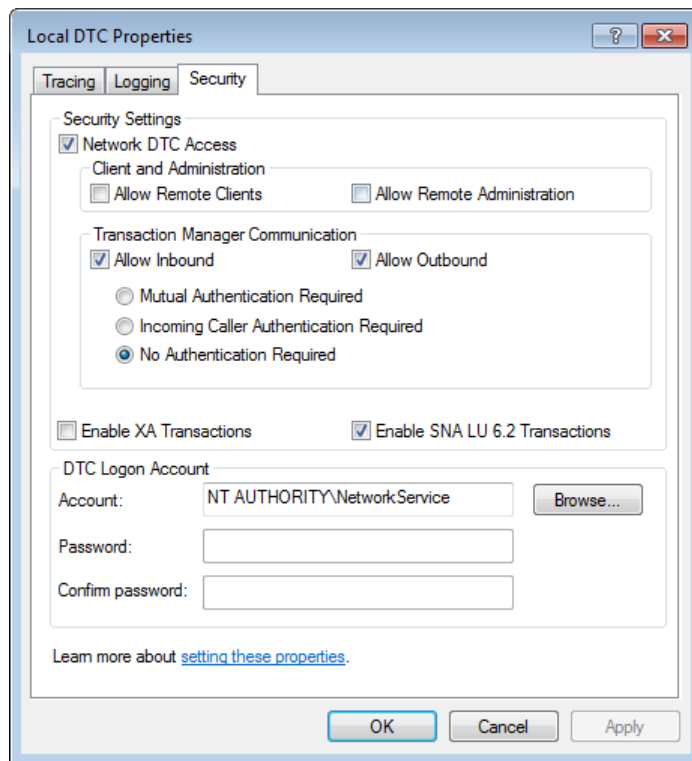 Local DTC Properties
Tracing Logging Security
Security Settings
Network DTC Access
Client and Administration
Allow Remote Clients Allow Remote Administration
Transaction Manager Communication
Allow Inbound Allow Outbound
Mutual Authentication Required
Incoming Caller Authentication Required
No Authentication Required
Enable XA Transactions Enable SNA LU 6.2 Transactions
DTC Logon Account
Account: NT AUTHORITY\NetworkService Browse...
Password:
Confirm password:
Learn more about setting these properties.
OK Cancel Apply